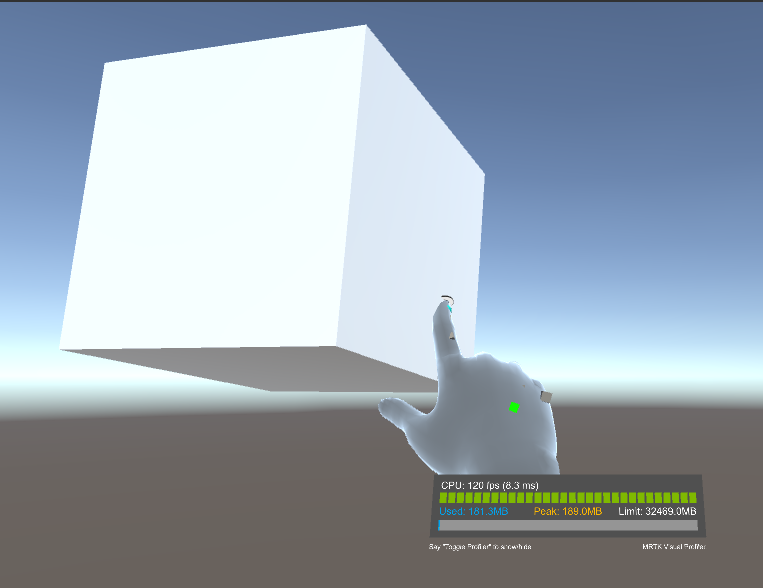 CPU: 120 fps (8.3 ms)
Used: 181.3MB Peak: 189.0MB Limit: 32469.0MB
Say "Toggle Profiler" to show/hide MRTK Visual Profiler